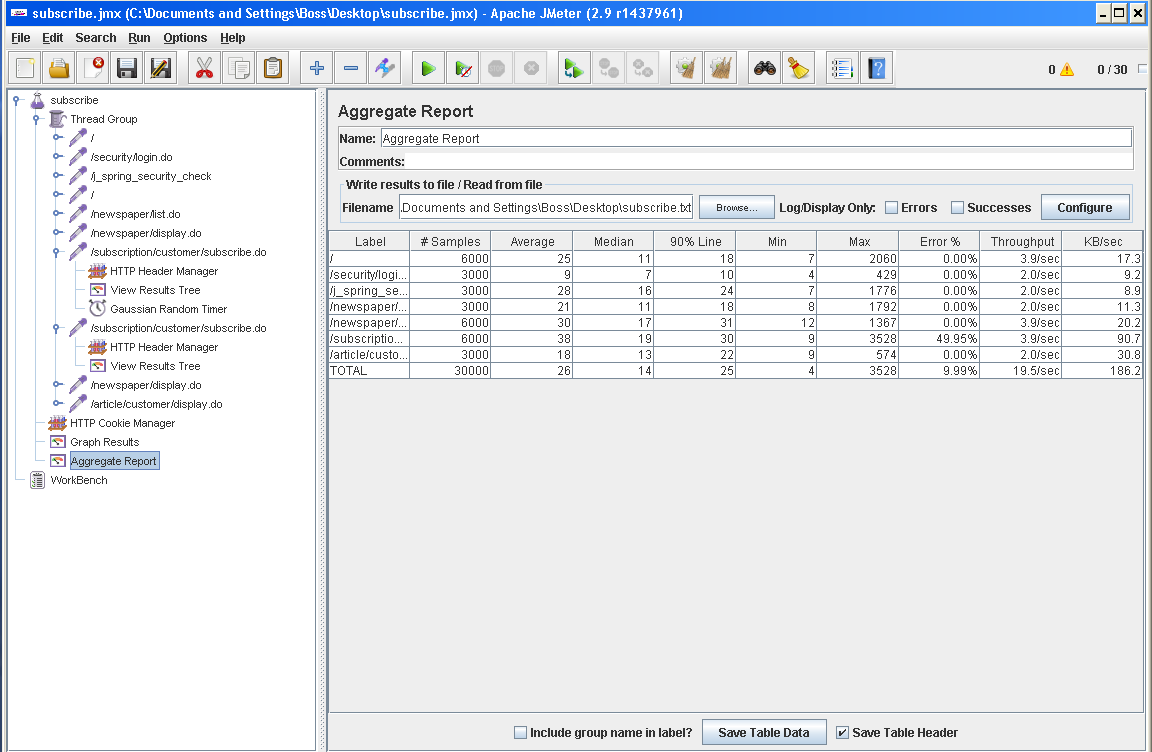 subscribe.jmx (C:\Documents and Settings\Boss\Desktop\subscribe.jmx) - Apache JMeter (2.9 r1437961)
File Edit Search Run Options Help
0 0 / 30
subscribe
Thread Group
/
/security/login.do
/j_spring_security_check
/
/newspaper/list.do
/newspaper/display.do
/subscription/customer/subscribe.do
HTTP Header Manager
View Results Tree
Gaussian Random Timer
/subscription/customer/subscribe.do
HTTP Header Manager
View Results Tree
/newspaper/display.do
/article/customer/display.do
HTTP Cookie Manager
Graph Results
Aggregate Report
WorkBench
Aggregate Report
Name: Aggregate Report
Comments:
Write results to file / Read from file
Filename .Documents and Settings\Boss\Desktop\subscribe.txt Browse... Log/Display Only: Errors Successes Configure
Label # Samples Average Median 90% Line Min Max Error % Throughput KB/sec
/ 6000 25 11 18 7 2060 0.00% 3.9/sec 17.3
/security/logi... 3000 9 7 10 4 429 0.00% 2.0/sec 9.2
/j_spring_se... 3000 28 16 24 7 1776 0.00% 2.0/sec 8.9
/newspaper/... 3000 21 11 18 8 1792 0.00% 2.0/sec 11.3
/newspaper/... 6000 30 17 31 12 1367 0.00% 3.9/sec 20.2
/subscriptio... 6000 38 19 30 9 3528 49.95% 3.9/sec 90.7
/article/custo... 3000 18 13 22 9 574 0.00% 2.0/sec 30.8
TOTAL 30000 26 14 25 4 3528 9.99% 19.5/sec 186.2
Include group name in label? Save Table Data Save Table Header